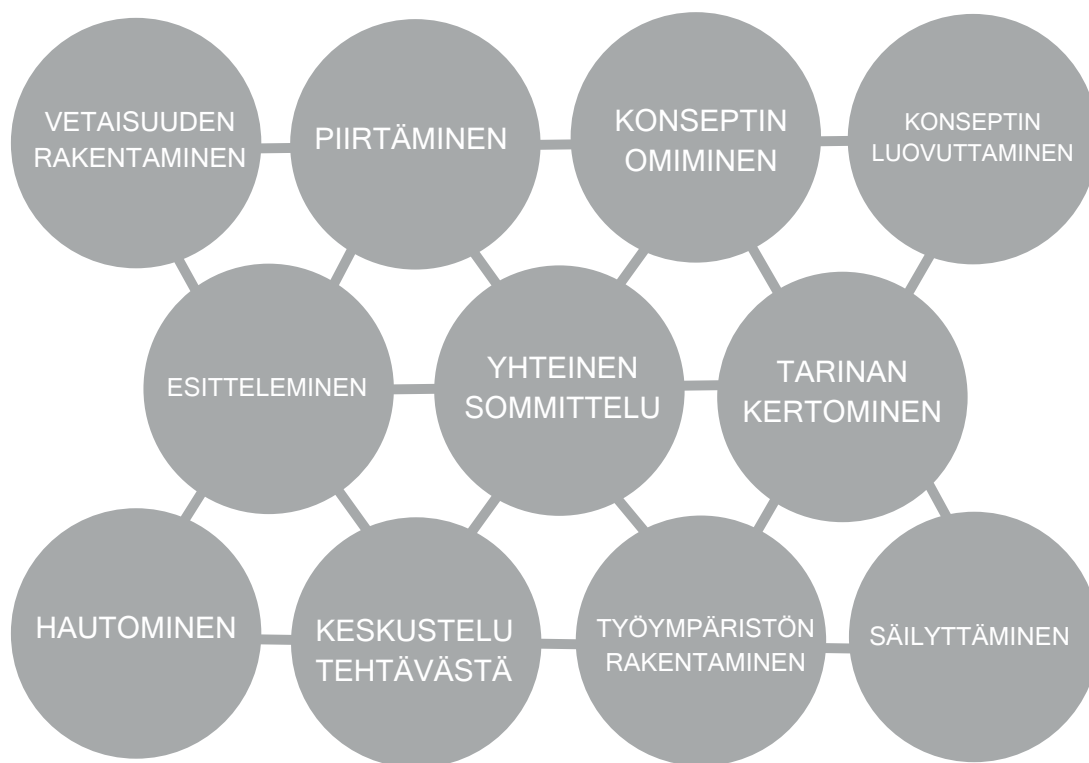 VETAISUUDEN
RAKENTAMINEN
PIIRTÄMINEN
KONSEPTIN
OMIMINEN
KONSEPTIN
LUOVUTTAMINEN
ESITTELEMINEN
YHTEINEN
SOMMITTELU
TARINAN
KERTOMINEN
HAUTOMINEN
KESKUSTELU
TEHTÄVÄSTÄ
TYÖYMPÄRISTÖN
RAKENTAMINEN
SÄILYTTÄMINEN